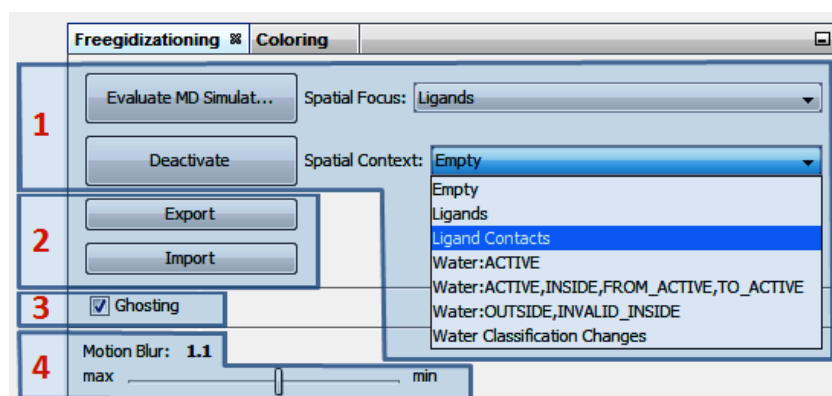 Freegidizationing Coloring
1
Evaluate MD Simulat... Spatial Focus: Ligands
Deactivate Spatial Context: Empty
Empty
Ligands
Ligand Contacts
Water:ACTIVE
Water:ACTIVE,INSIDE,FROM_ACTIVE,TO_ACTIVE
Water:OUTSIDE,INVALID_INSIDE
Water Classification Changes
2
Export
Import
3
Ghosting
4
Motion Blur: 1.1
max min